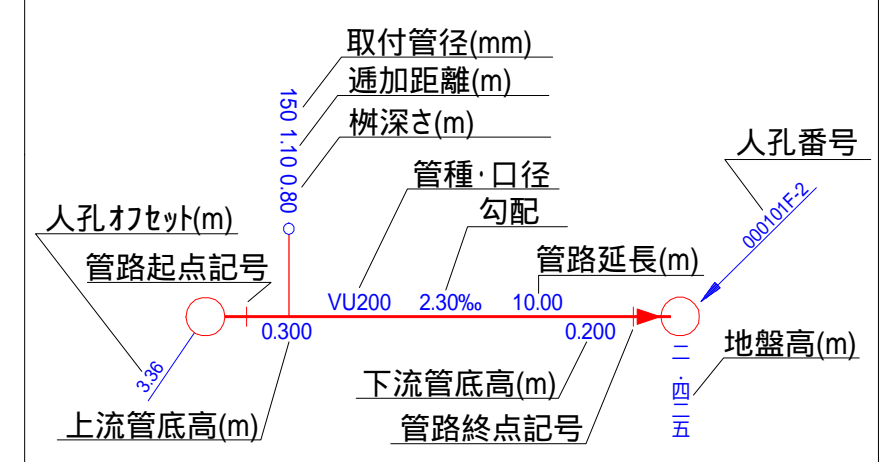 取付管径(mm)
逓加距離(m)
桝深さ(m)
150 1.10 0.80
管種・口径
勾配
人孔番号
000101F-2
人孔オフセット(m)
管路起点記号
管路延長(m)
VU200 2.30‰ 10.00
0.300 0.200
3.36
上流管底高(m)
下流管底高(m)
管路終点記号
地盤高(m)
二・四二五